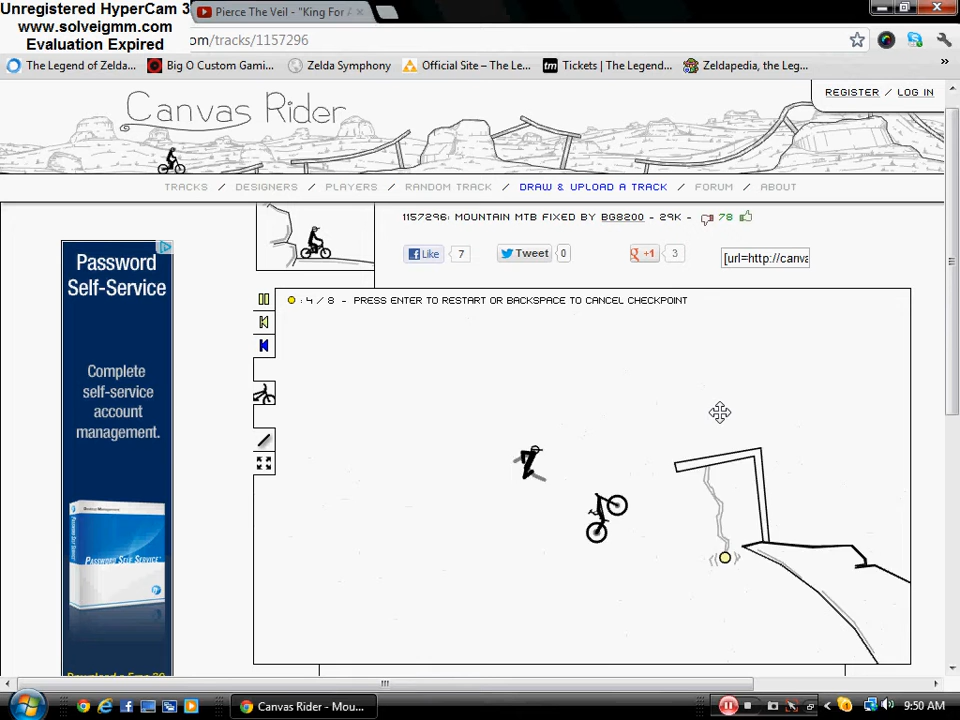 Unregistered HyperCam 3
www.solveigmm.com
Evaluation Expired
Pierce The Veil - "King For A
om/tracks/1157296
The Legend of Zelda...
Big O Custom Gami...
Zelda Symphony
Official Site – The Le...
tm Tickets | The Legend...
Zeldapedia, the Leg...
»
Canvas Rider
REGISTER / LOG IN
TRACKS / DESIGNERS / PLAYERS / RANDOM TRACK / DRAW & UPLOAD A TRACK / FORUM / ABOUT
1157296: MOUNTAIN MTB FIXED BY BG8200 - 29K - 78
Like 7
Tweet 0
+1 3
[url=http://canva
: 4 / 8 - PRESS ENTER TO RESTART OR BACKSPACE TO CANCEL CHECKPOINT
Password
Self-Service
Complete
self-service
account
management.
Canvas Rider - Mou...
9:50 AM